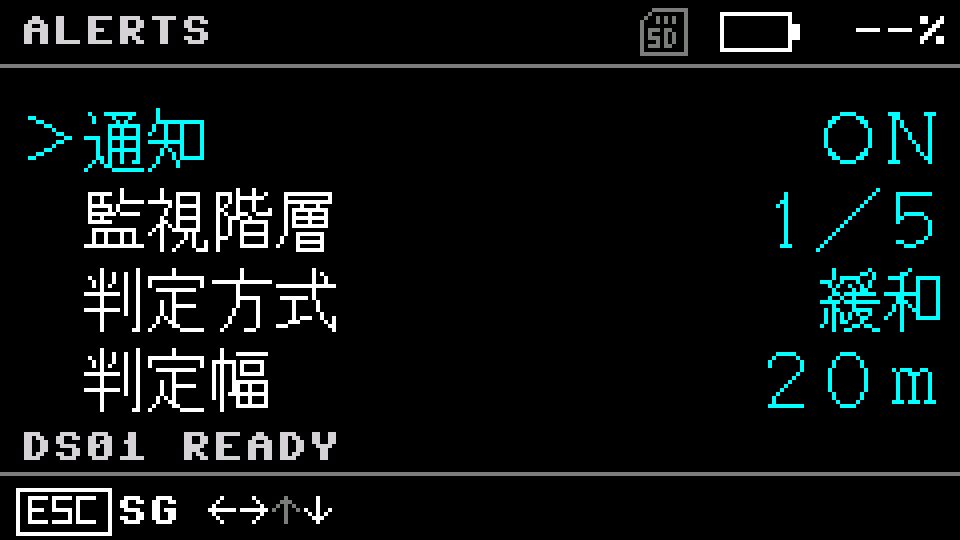 ALERTS SD --%
>通知 ON
監視階層 1/5
判定方式 緩和
判定幅 20m
DS01 READY
ESC SG ←→↑↓